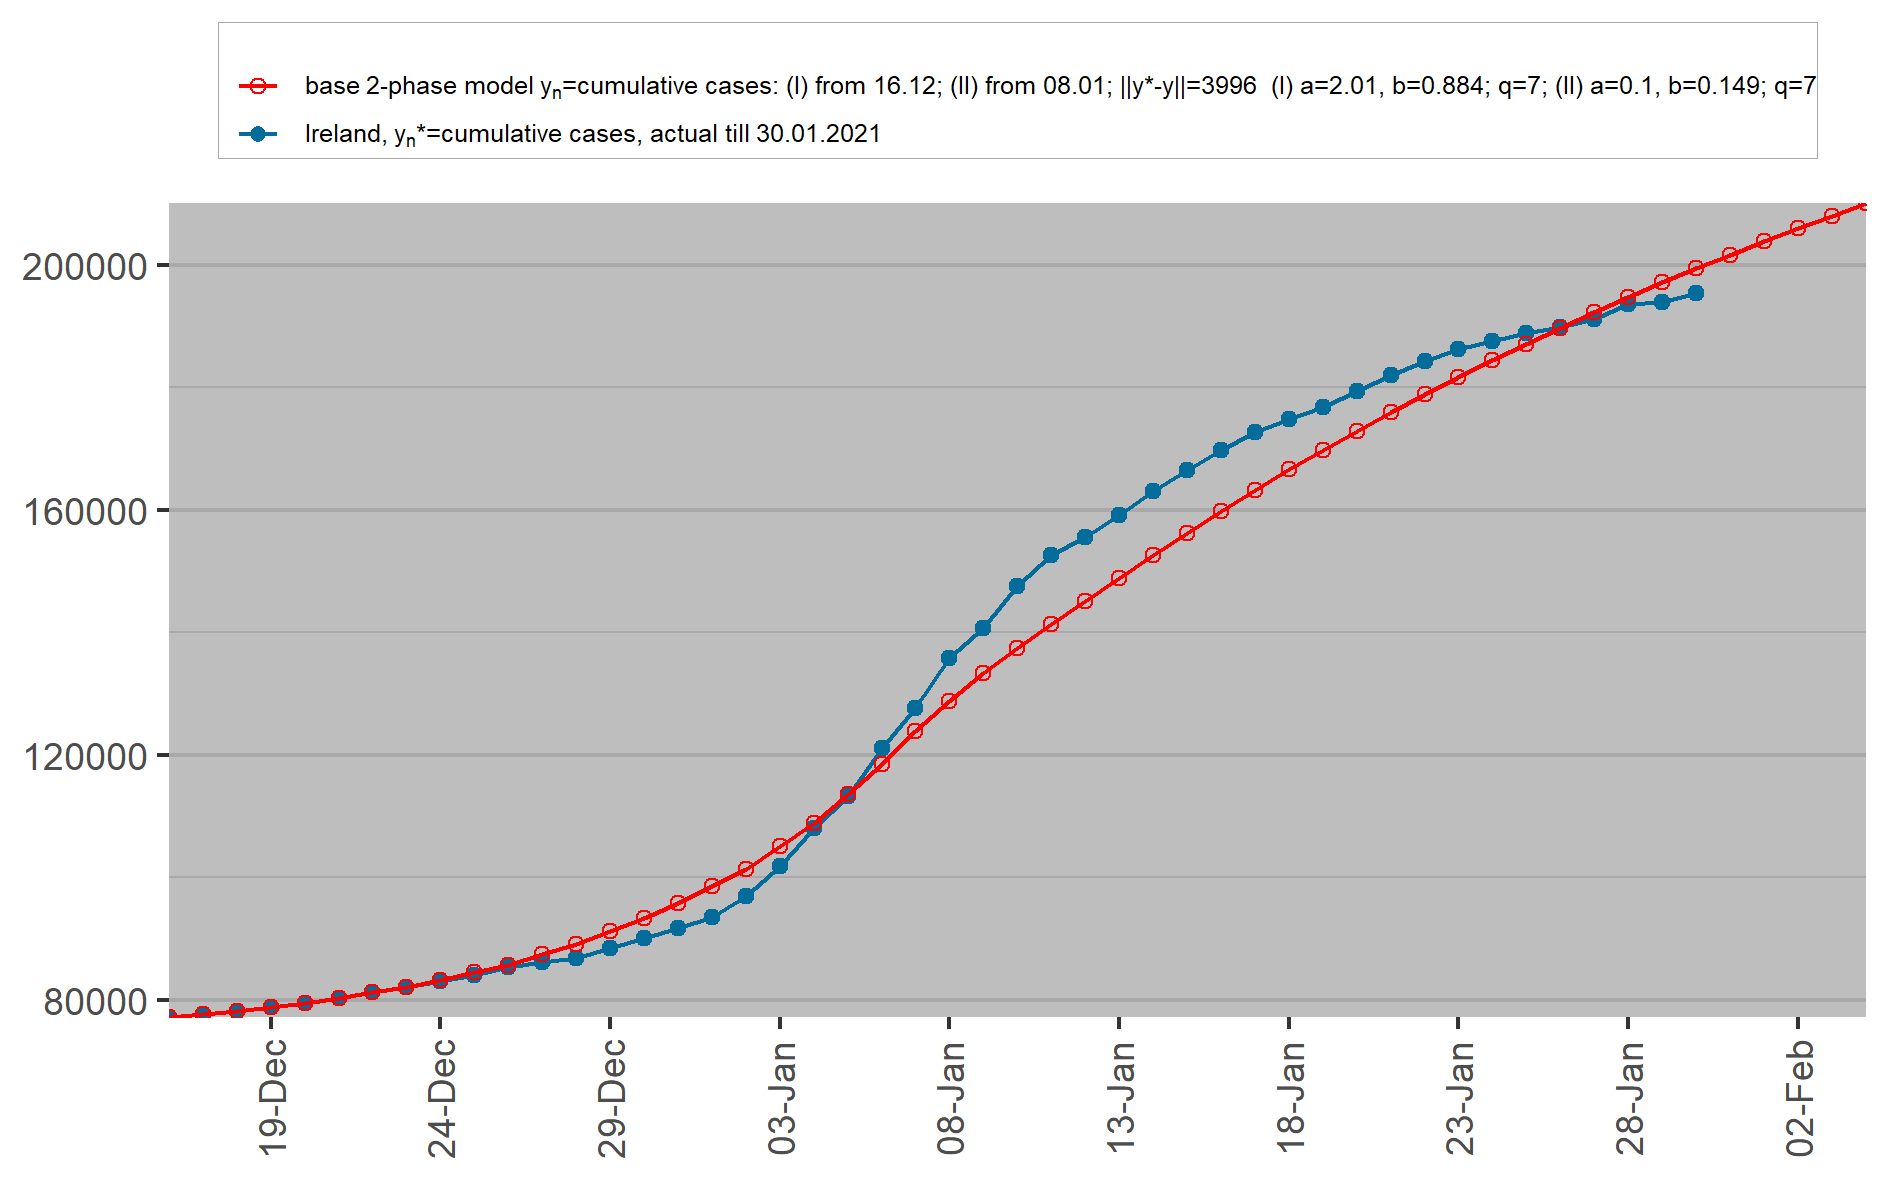 base 2-phase model yn=cumulative cases: (I) from 16.12; (II) from 08.01; ||y*-y||=3996  (I) a=2.01, b=0.884; q=7; (II) a=0.1, b=0.149; q=7
Ireland, yn*=cumulative cases, actual till 30.01.2021
200000
160000
120000
80000
19-Dec
24-Dec
29-Dec
03-Jan
08-Jan
13-Jan
18-Jan
23-Jan
28-Jan
02-Feb